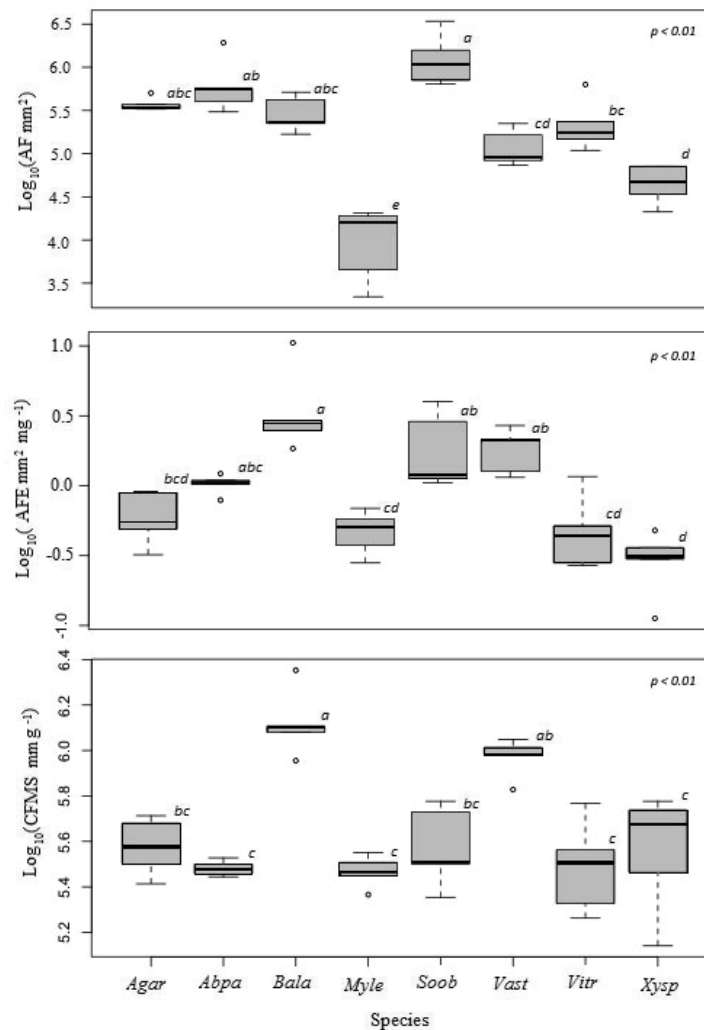 6.5
6.0
5.5
5.0
4.5
4.0
3.5
Log10(AF mm2)
p < 0.01
abc
ab
abc
e
a
cd
bc
d
1.0
0.5
0.0
-0.5
-1.0
Log10( AFE mm2 mg -1)
p < 0.01
bcd
abc
a
cd
ab
ab
cd
d
6.4
6.2
6.0
5.8
5.6
5.4
5.2
Log10(CFMS mm g -1)
p < 0.01
bc
c
a
c
bc
ab
c
c
Agar Abpa Bala Myle Soob Vast Vitr Xysp
Species